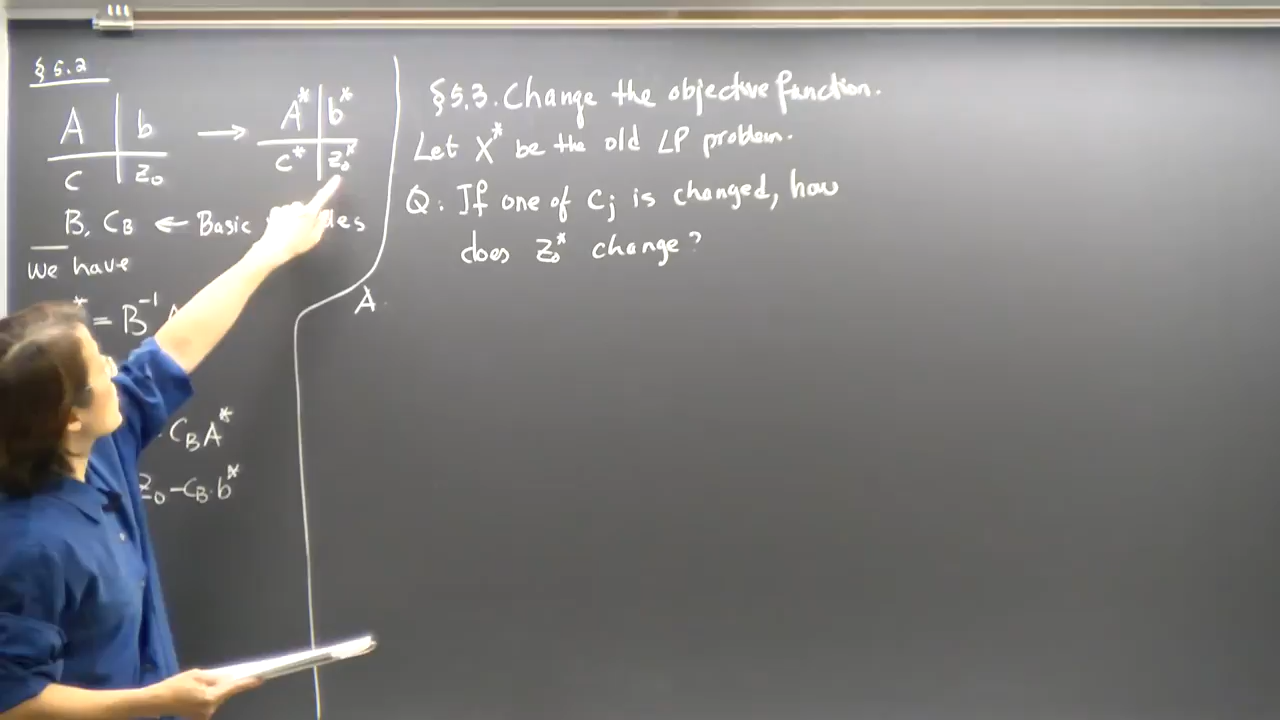 §5.2
A | b → A* | b*
c | z₀ c* | z₀*
B, C_B ← Basic
We have
* = B⁻¹
C_B A*
z₀ - C_B · b*
§5.3. Change the objective function.
Let X* be the old LP problem.
Q: If one of Cj is changed, how
does z₀* change?
A.